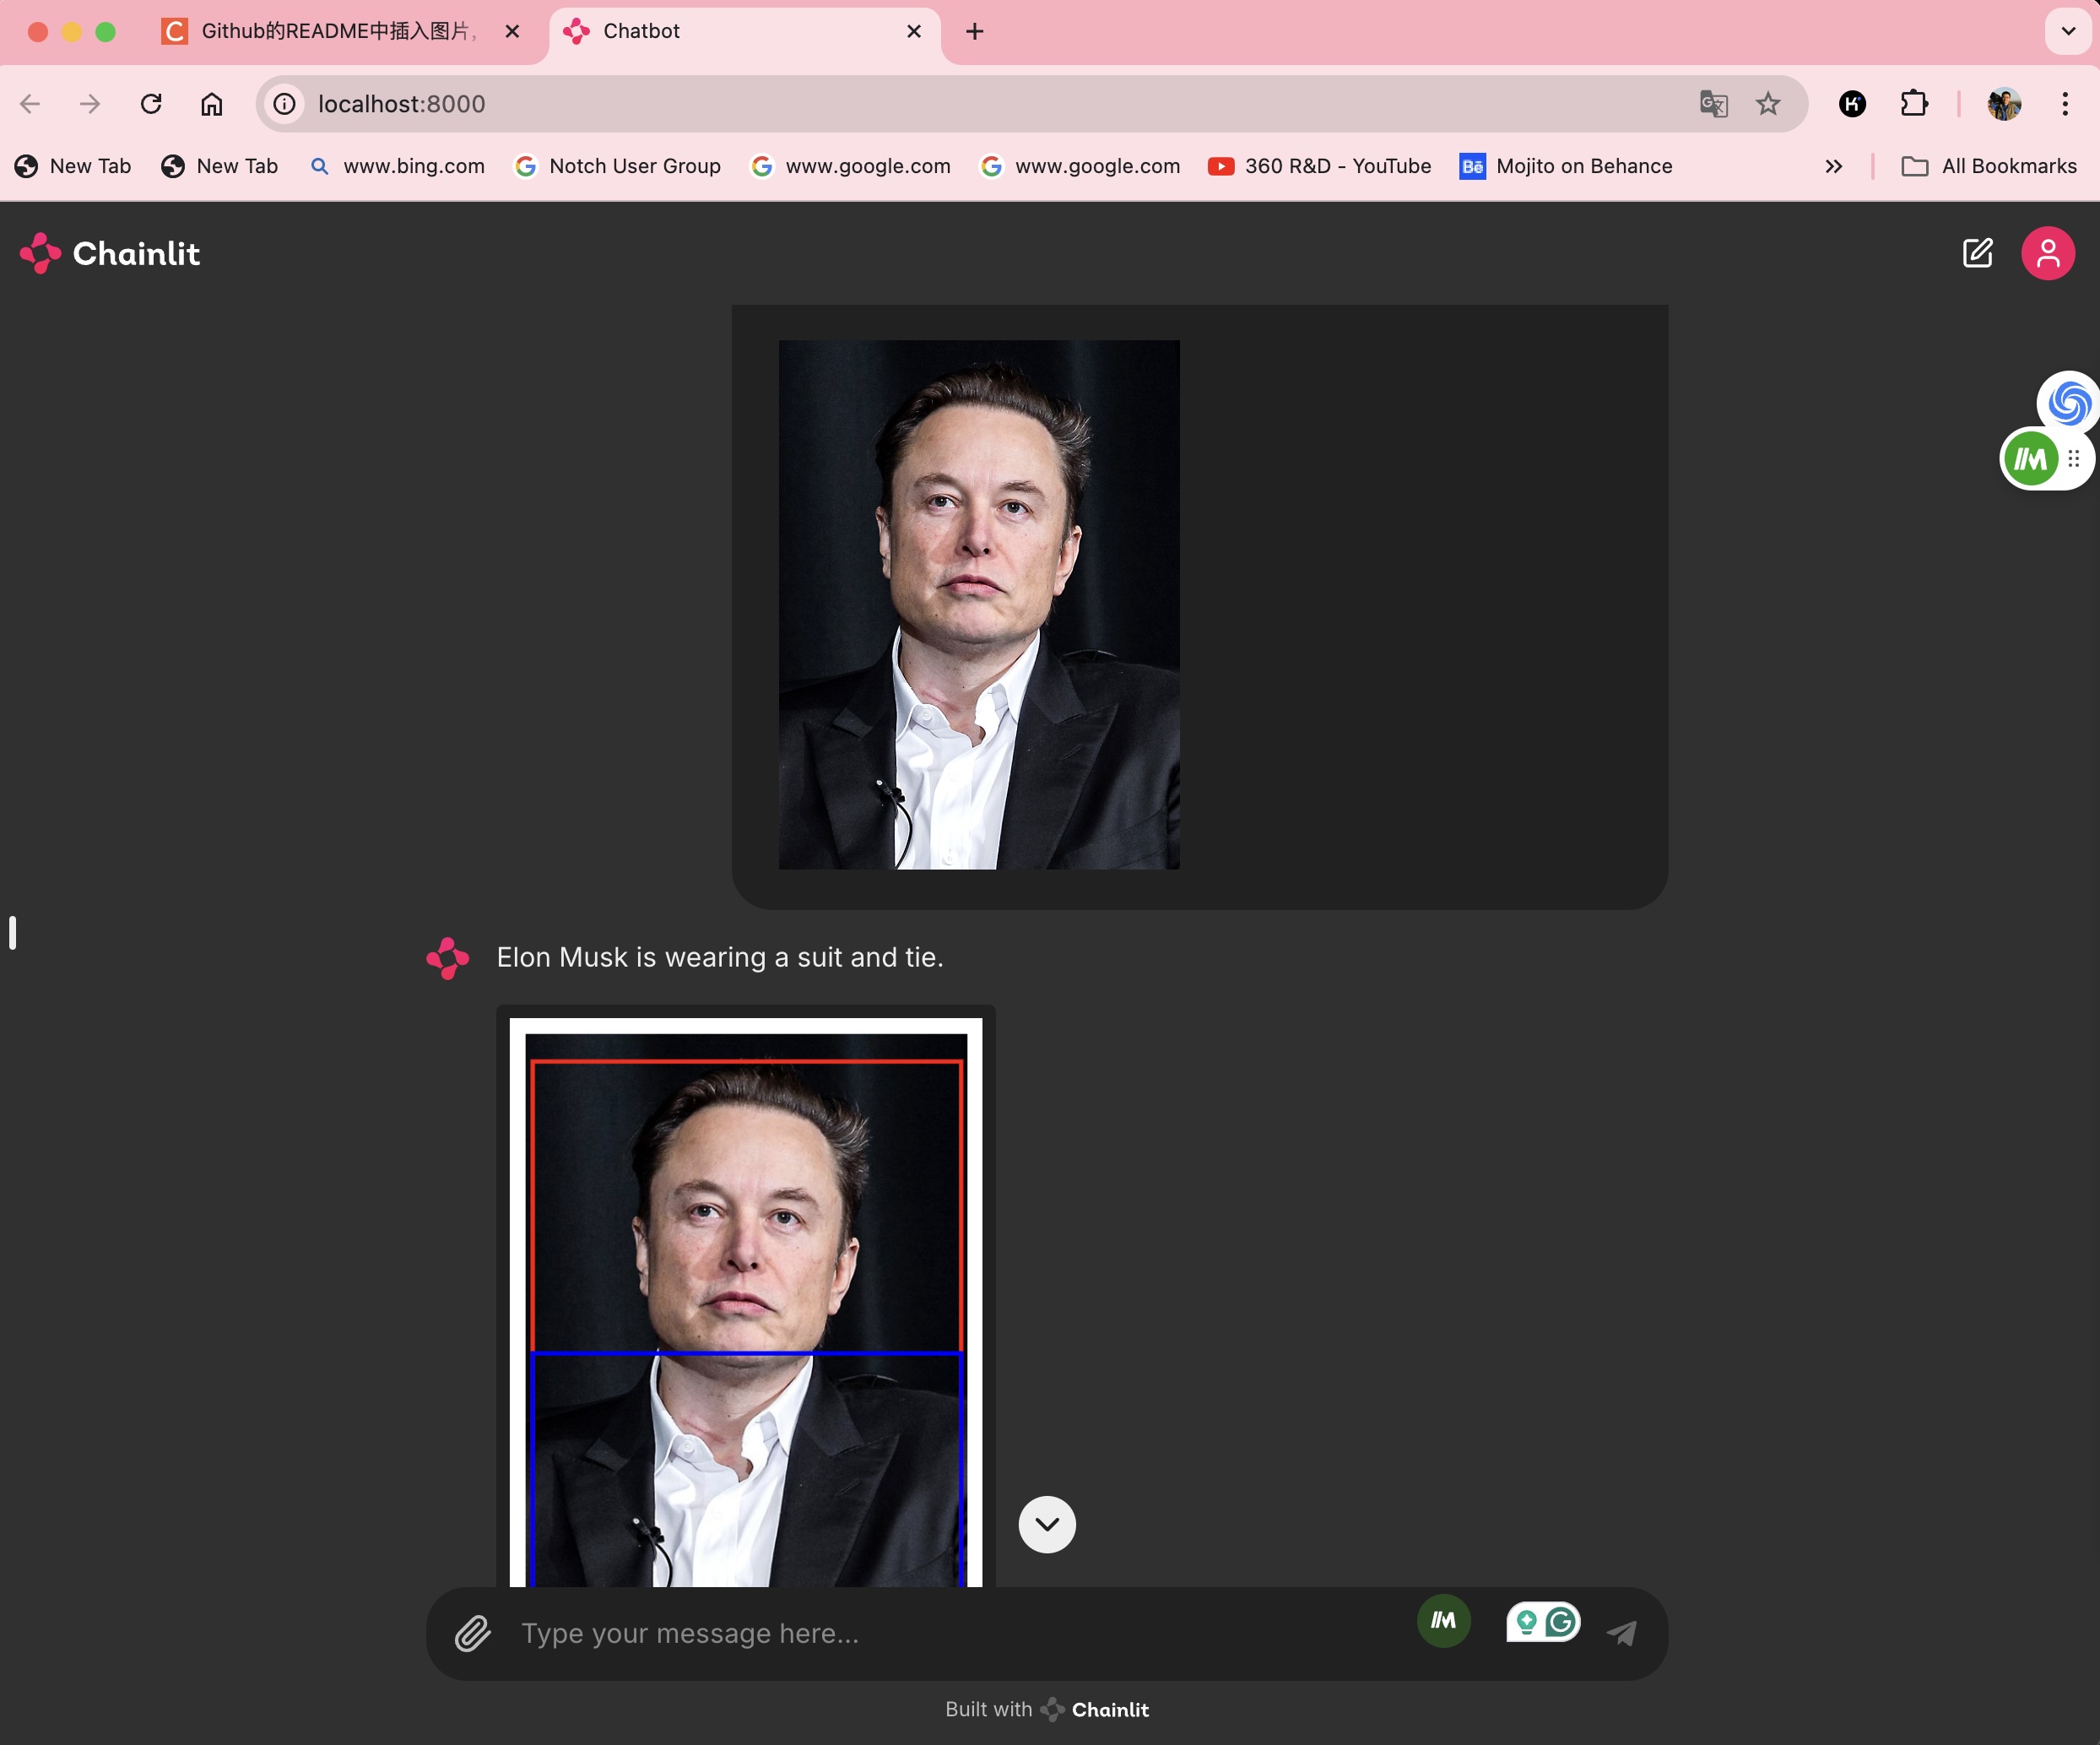 Github的README中插入图片,
Chatbot
localhost:8000
New Tab
New Tab
www.bing.com
Notch User Group
www.google.com
www.google.com
360 R&D - YouTube
Bē
Mojito on Behance
All Bookmarks
Chainlit
Elon Musk is wearing a suit and tie.
Type your message here...
Built with Chainlit